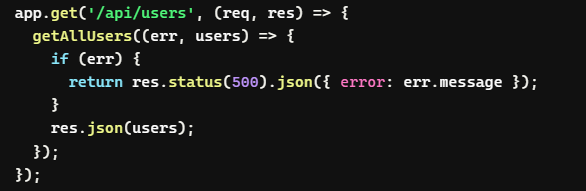 app.get('/api/users', (req, res) => {
  getAllUsers((err, users) => {
    if (err) {
      return res.status(500).json({ error: err.message });
    }
    res.json(users);
  });
});